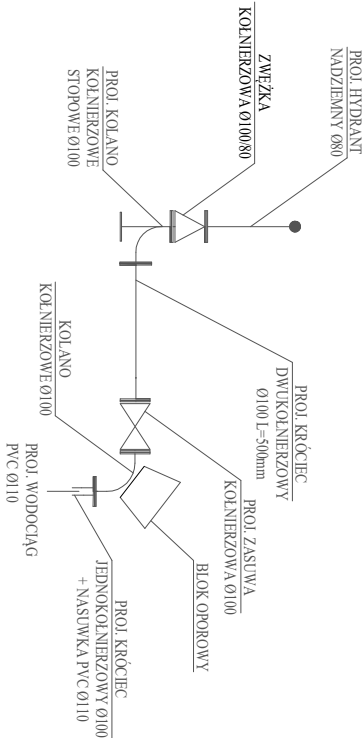 PROJ. HYDRANT
NADZIEMNY Ø80
ZWĘŻKA
KOŁNIERZOWA Ø100/80
PROJ. KOLANO
KOŁNIERZOWE
STOPOWE Ø100
PROJ. KRÓCIEC
DWUKOŁNIERZOWY
Ø100 L=500mm
PROJ. ZASUWA
KOŁNIERZOWA Ø100
BLOK OPOROWY
KOLANO
KOŁNIERZOWE Ø100
PROJ. WODOCIĄG
PVC Ø110
PROJ. KRÓCIEC
JEDNOKOŁNIERZOWY Ø100
+ NASUWKA PVC Ø110